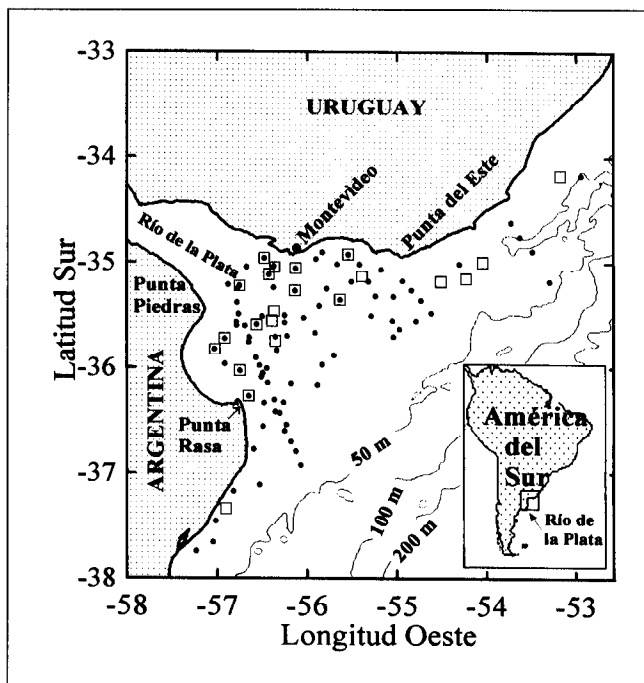 -33
-34
-35
-36
-37
-38
Latitud Sur
-58
-57
-56
-55
-54
-53
Longitud Oeste
URUGUAY
Montevideo
Punta del Este
Río de la Plata
Punta
Piedras
ARGENTINA
Punta
Rasa
50 m
100 m
200 m
América
del
Sur
Río de
la Plata